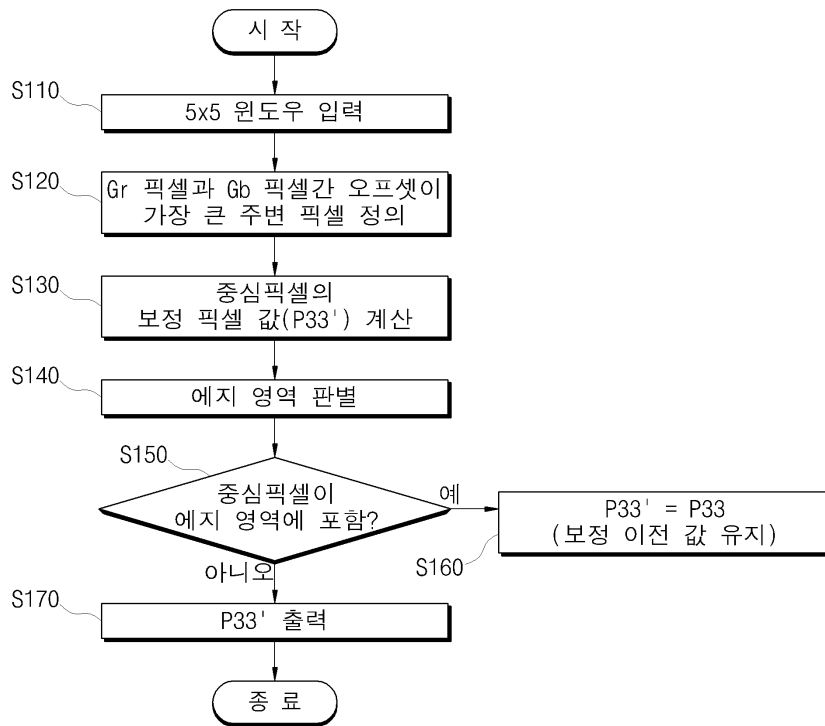 시 작
S110
5x5 윈도우 입력
S120
Gr 픽셀과 Gb 픽셀간 오프셋이
가장 큰 주변 픽셀 정의
S130
중심픽셀의
보정 픽셀 값(P33') 계산
S140
에지 영역 판별
S150
중심픽셀이
에지 영역에 포함?
예
P33' = P33
(보정 이전 값 유지)
S160
아니오
S170
P33' 출력
종 료